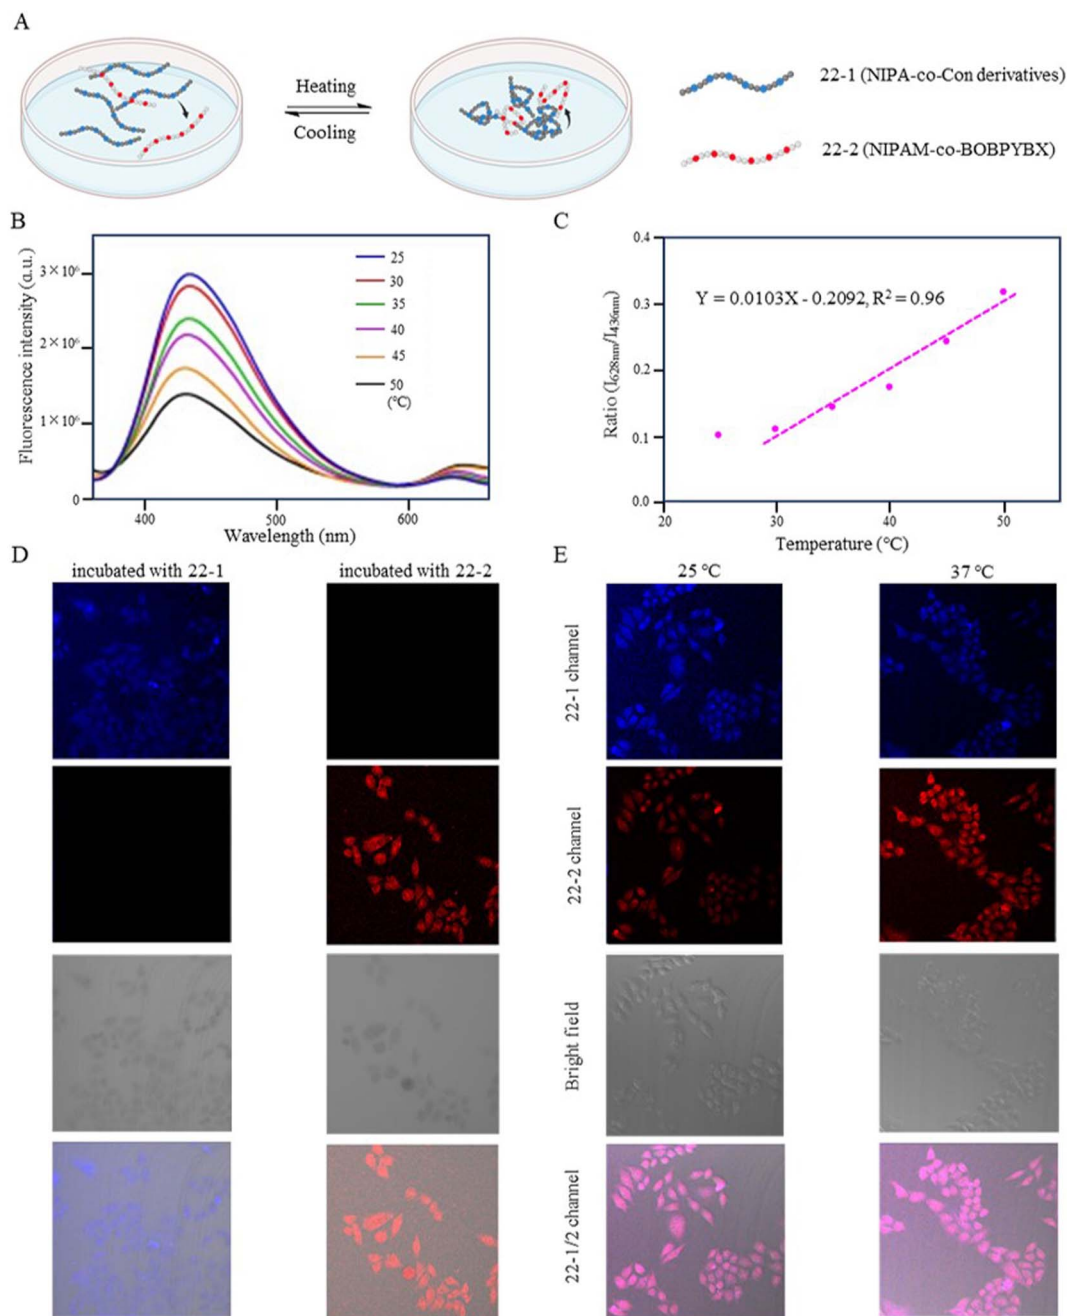 A
Heating
Cooling
22-1 (NIPA-co-Con derivatives)
22-2 (NIPAM-co-BOBPYBX)
B
Fluorescence intensity (a.u.)
3×10⁶
2×10⁶
1×10⁶
0
400
500
600
Wavelength (nm)
25
30
35
40
45
50
(℃)
C
Ratio (I628nm/I436nm)
0.4
0.3
0.2
0.1
0.0
20
30
40
50
Temperature (℃)
Y = 0.0103X - 0.2092, R² = 0.96
D
incubated with 22-1
incubated with 22-2
E
25 ℃
37 ℃
22-1 channel
22-2 channel
Bright field
22-1/2 channel